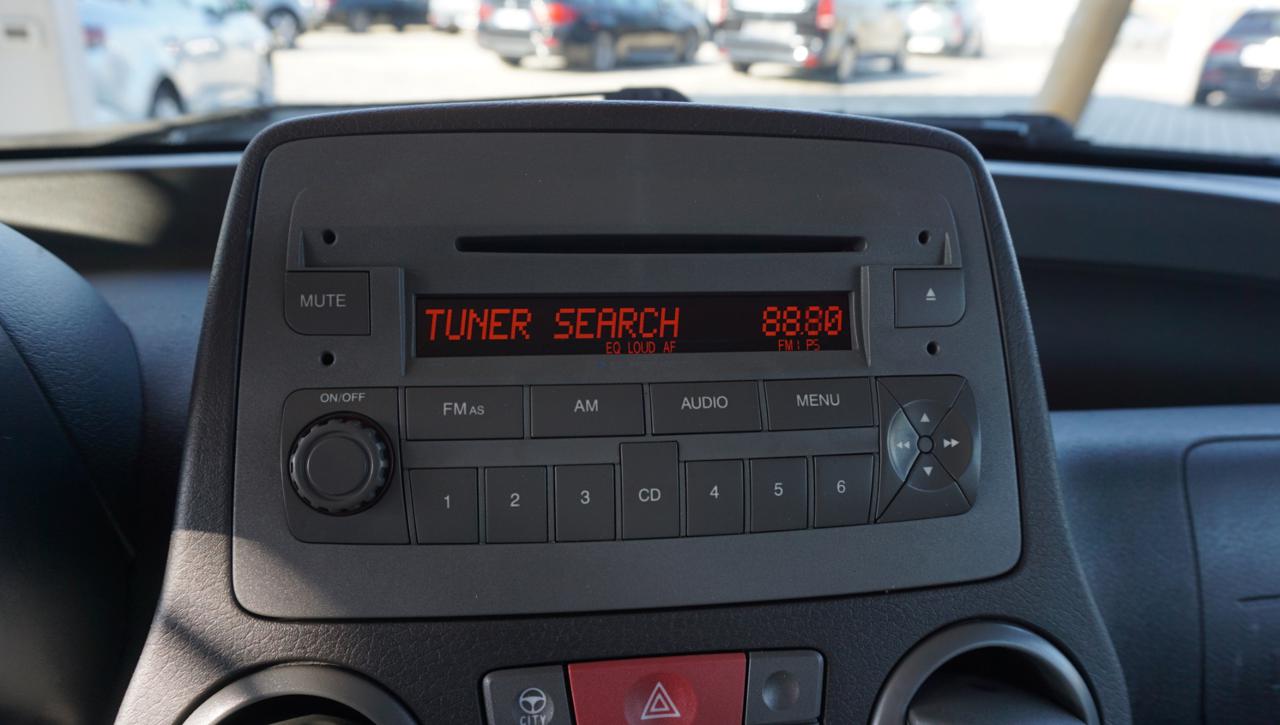 MUTE
TUNER SEARCH 88.80
EQ LOUD AF FM1 P5
ON/OFF
FM AS AM AUDIO MENU
1 2 3 CD 4 5 6
CITY